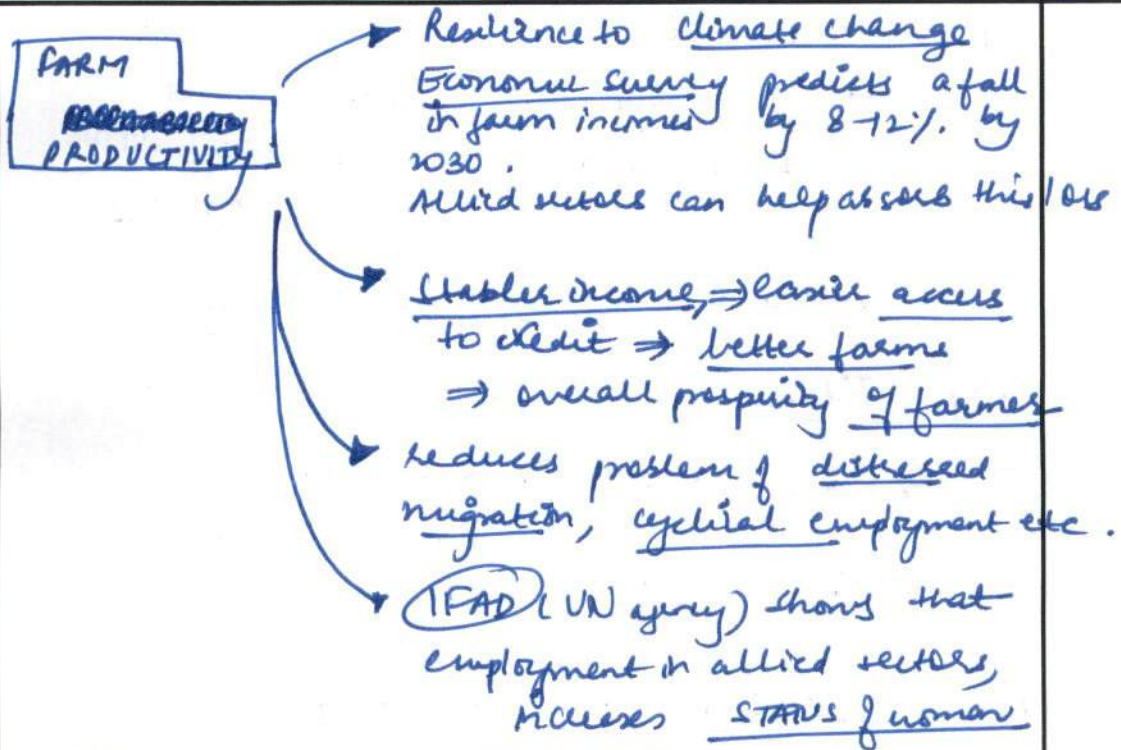 FARM
PRODUCTIVITY
Resilience to climate change
Economic Survey predicts a fall
in farm incomes by 8-12%. by
2030.
Allied sectors can help absorb this loss
Stabler income, ⇒ easier access
to credit ⇒ better farms
⇒ overall prosperity of farmer
reduces problem of distressed
migration, cyclical employment etc.
IFAD (UN agency) shows that
employment in allied sectors,
increases STATUS of woman